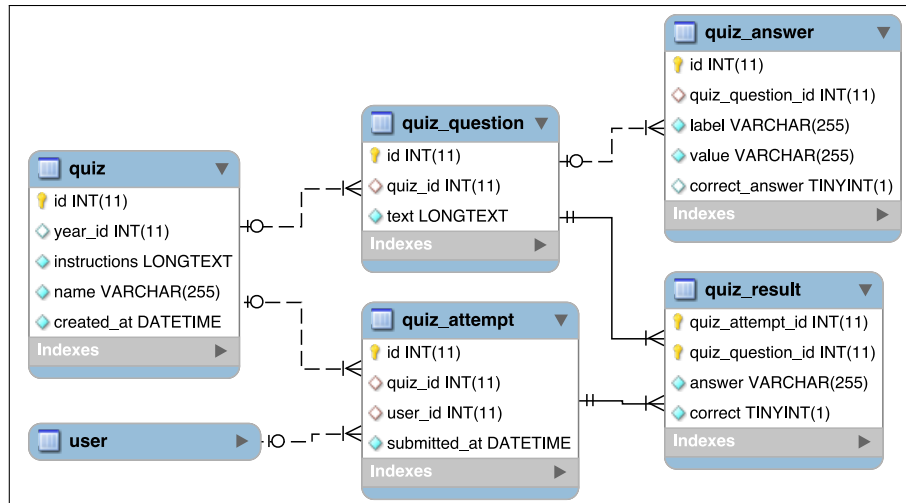 quiz
id INT(11)
year_id INT(11)
instructions LONGTEXT
name VARCHAR(255)
created_at DATETIME
Indexes
user
quiz_question
id INT(11)
quiz_id INT(11)
text LONGTEXT
Indexes
quiz_attempt
id INT(11)
quiz_id INT(11)
user_id INT(11)
submitted_at DATETIME
Indexes
quiz_answer
id INT(11)
quiz_question_id INT(11)
label VARCHAR(255)
value VARCHAR(255)
correct_answer TINYINT(1)
Indexes
quiz_result
quiz_attempt_id INT(11)
quiz_question_id INT(11)
answer VARCHAR(255)
correct TINYINT(1)
Indexes